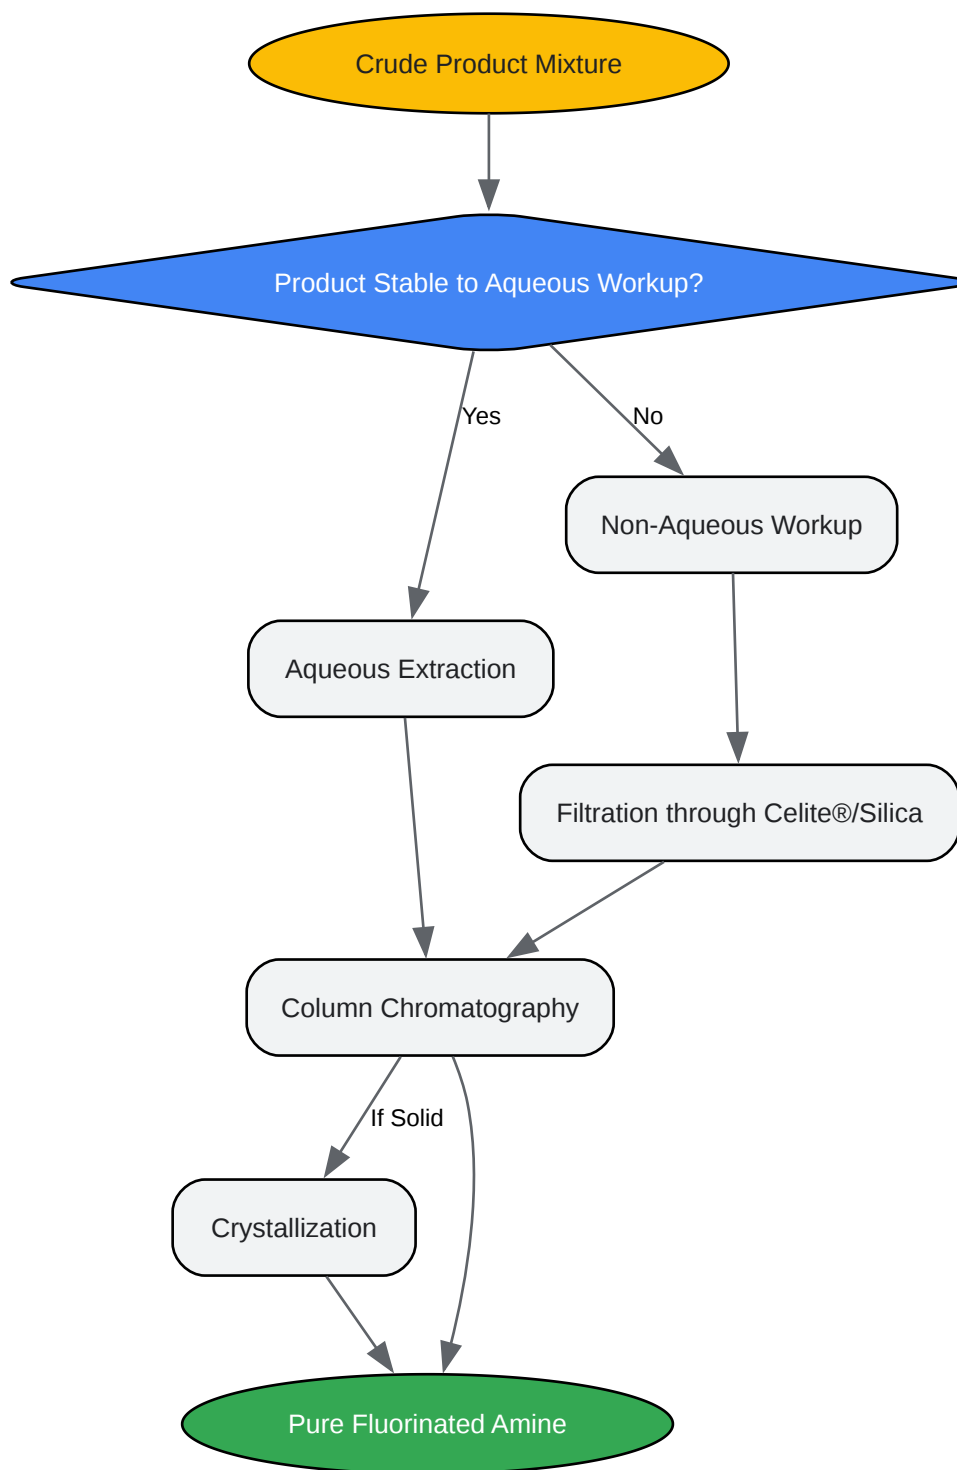 Crude Product Mixture
Product Stable to Aqueous Workup?
Yes
No
Non-Aqueous Workup
Aqueous Extraction
Filtration through Celite®/Silica
Column Chromatography
If Solid
Crystallization
Pure Fluorinated Amine